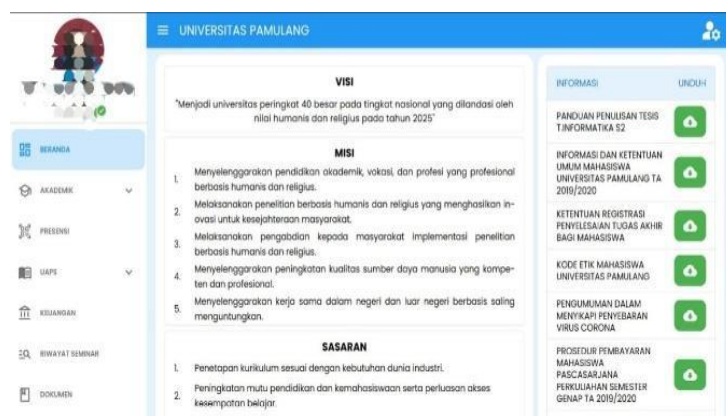 UNIVERSITAS PAMULANG
BERANDA
AKADEMIK
PRESENSI
UAPS
KEUANGAN
RIWAYAT SEMINAR
DOKUMEN
VISI
"Menjadi universitas peringkat 40 besar pada tingkat nasional yang dilandasi oleh
nilai humanis dan religius pada tahun 2025"
MISI
1. Menyelenggarakan pendidikan akademik, vokasi, dan profesi yang profesional
berbasis humanis dan religius.
2. Melaksanakan penelitian berbasis humanis dan religius yang menghasilkan in-
ovasi untuk kesejahteraan masyarakat.
3. Melaksanakan pengabdian kepada masyarakat implementasi penelitian
berbasis humanis dan religius.
4. Menyelenggarakan peningkatan kualitas sumber daya manusia yang kompe-
ten dan profesional.
5. Menyelenggarakan kerja sama dalam negeri dan luar negeri berbasis saling
menguntungkan.
SASARAN
1. Penetapan kurikulum sesuai dengan kebutuhan dunia industri.
2. Peningkatan mutu pendidikan dan kemahasiswaan serta perluasan akses
kesempatan belajar.
INFORMASI UNDUH
PANDUAN PENULISAN TESIS
T.INFORMATIKA S2
INFORMASI DAN KETENTUAN
UMUM MAHASISWA
UNIVERSITAS PAMULANG TA
2019/2020
KETENTUAN REGISTRASI
PENYELESAIAN TUGAS AKHIR
BAGI MAHASISWA
KODE ETIK MAHASISWA
UNIVERSITAS PAMULANG
PENGUMUMAN DALAM
MENYIKAPI PENYEBARAN
VIRUS CORONA
PROSEDUR PEMBAYARAN
MAHASISWA
PASCASARJANA
PERKULIAHAN SEMESTER
GENAP TA 2019/2020